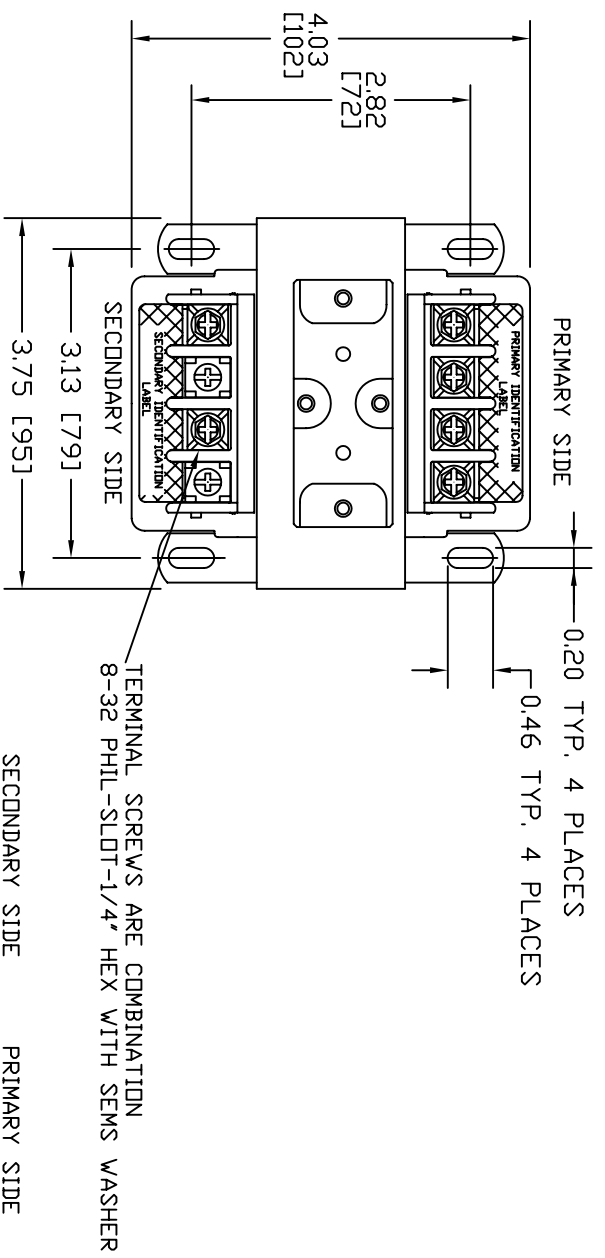 PRIMARY SIDE
0.20 TYP. 4 PLACES
0.46 TYP. 4 PLACES
4.03
[102]
2.82
[72]
PRIMARY IDENTIFICATION
LABEL
SECONDARY IDENTIFICATION
LABEL
SECONDARY SIDE
3.13 [79]
3.75 [95]
TERMINAL SCREWS ARE COMBINATION
8-32 PHIL-SLOT-1/4" HEX WITH SEMS WASHER
SECONDARY SIDE
PRIMARY SIDE